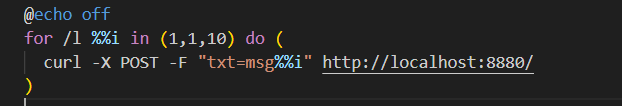 @echo off
for /l %%i in (1,1,10) do (
  curl -X POST -F "txt=msg%%i" http://localhost:8880/
)